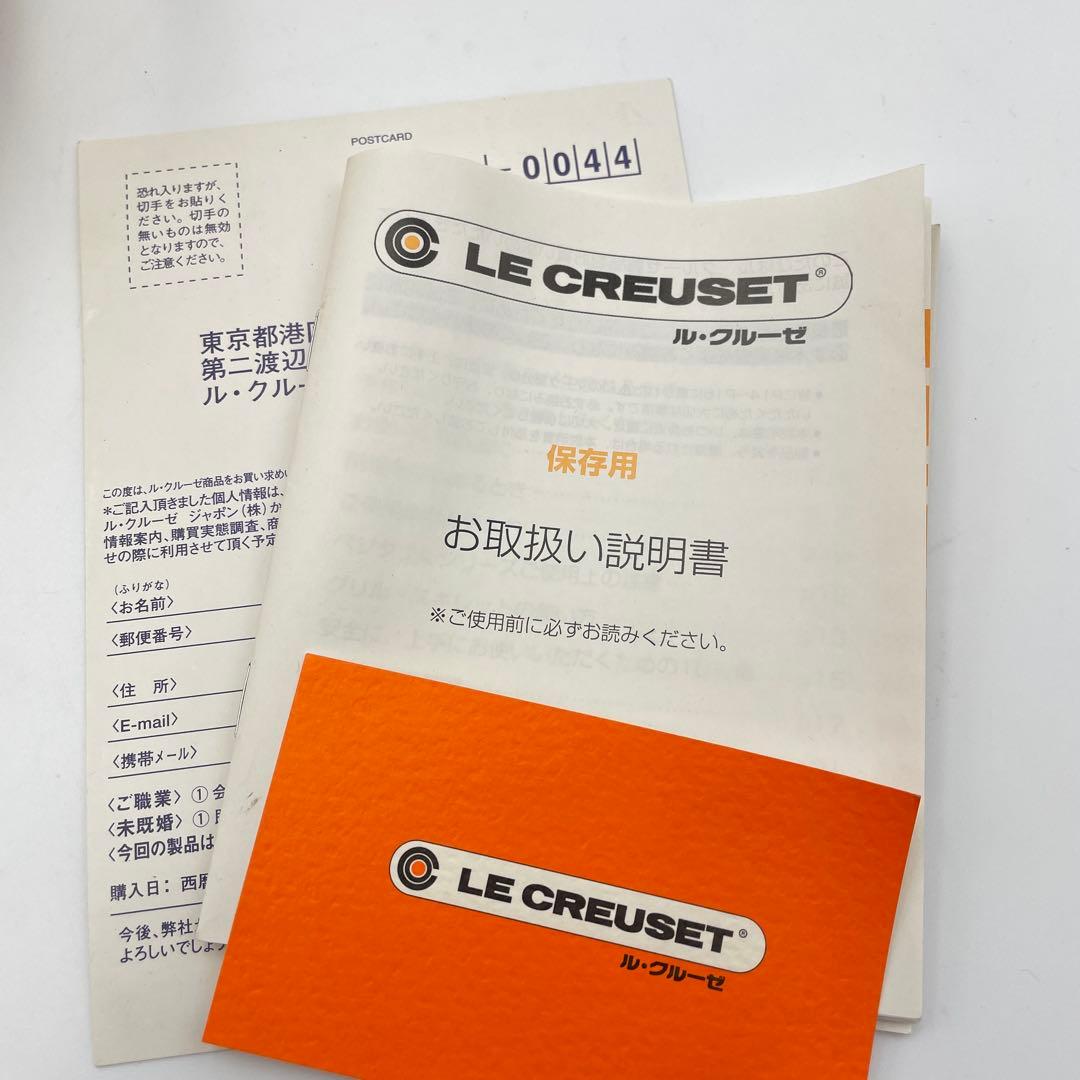 POSTCARD
-0044
恐れ入りますが、
切手をお貼りく
ださい。切手の
無いものは無効
となりますので、
ご注意ください。
東京都港
第二渡辺
ル・クル
この度は、ル・クルーゼ商品をお買い求め
＊ご記入頂きました個人情報は、
ル・クルーゼ ジャポン(株)か
情報案内、購買実態調査、商
せの際に利用させて頂く予定
(ふりがな)
〈お名前〉
〈郵便番号〉
〈住 所〉
〈E-mail〉
〈携帯メール〉
〈ご職業〉①会
〈未既婚〉①
〈今回の製品は
購入日：西暦
今後、弊社
よろしいでしょ
LE CREUSET®
ル・クルーゼ
保存用
お取扱い説明書
※ご使用前に必ずお読みください。
LE CREUSET®
ル・クルーゼ